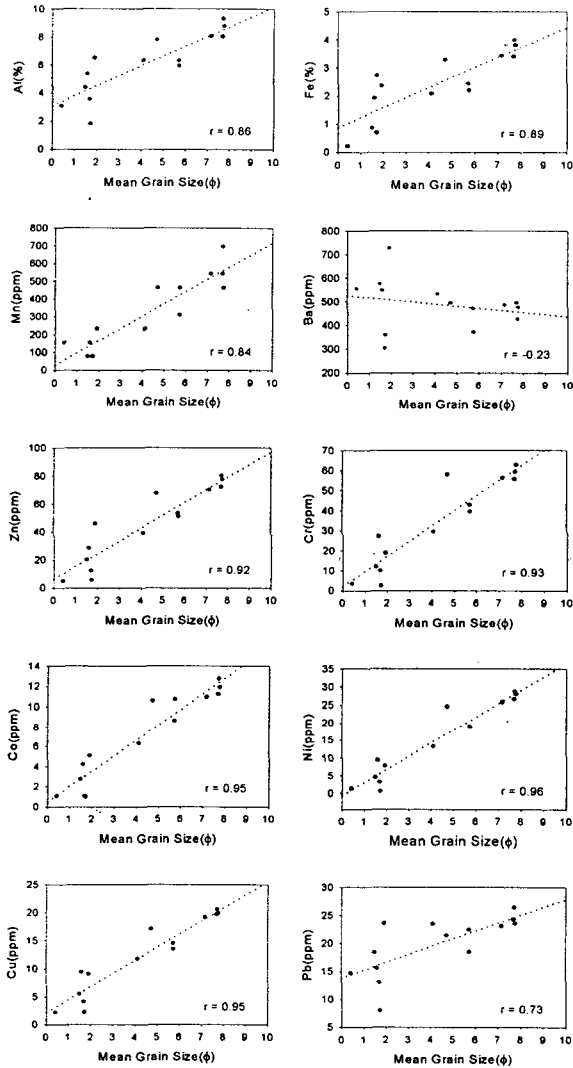 10
8
6
4
2
0
Al(%)
r = 0.86
0 1 2 3 4 5 6 7 8 9 10
Mean Grain Size(ϕ)
5
4
3
2
1
0
Fe(%)
r = 0.89
0 1 2 3 4 5 6 7 8 9 10
Mean Grain Size(ϕ)
800
700
600
500
400
300
200
100
0
Mn(ppm)
r = 0.84
0 1 2 3 4 5 6 7 8 9 10
Mean Grain Size(ϕ)
800
700
600
500
400
300
200
Ba(ppm)
r = -0.23
0 1 2 3 4 5 6 7 8 9 10
Mean Grain Size(ϕ)
100
80
60
40
20
0
Zn(ppm)
r = 0.92
0 1 2 3 4 5 6 7 8 9 10
Mean Grain Size(ϕ)
70
60
50
40
30
20
10
0
Cr(ppm)
r = 0.93
0 1 2 3 4 5 6 7 8 9 10
Mean Grain Size(ϕ)
14
12
10
8
6
4
2
0
Co(ppm)
r = 0.95
0 1 2 3 4 5 6 7 8 9 10
Mean Grain Size(ϕ)
35
30
25
20
15
10
5
0
Ni(ppm)
r = 0.96
0 1 2 3 4 5 6 7 8 9 10
Mean Grain Size(ϕ)
25
20
15
10
5
0
Cu(ppm)
r = 0.95
0 1 2 3 4 5 6 7 8 9 10
Mean Grain Size(ϕ)
30
25
20
15
10
5
Pb(ppm)
r = 0.73
0 1 2 3 4 5 6 7 8 9 10
Mean Grain Size(ϕ)